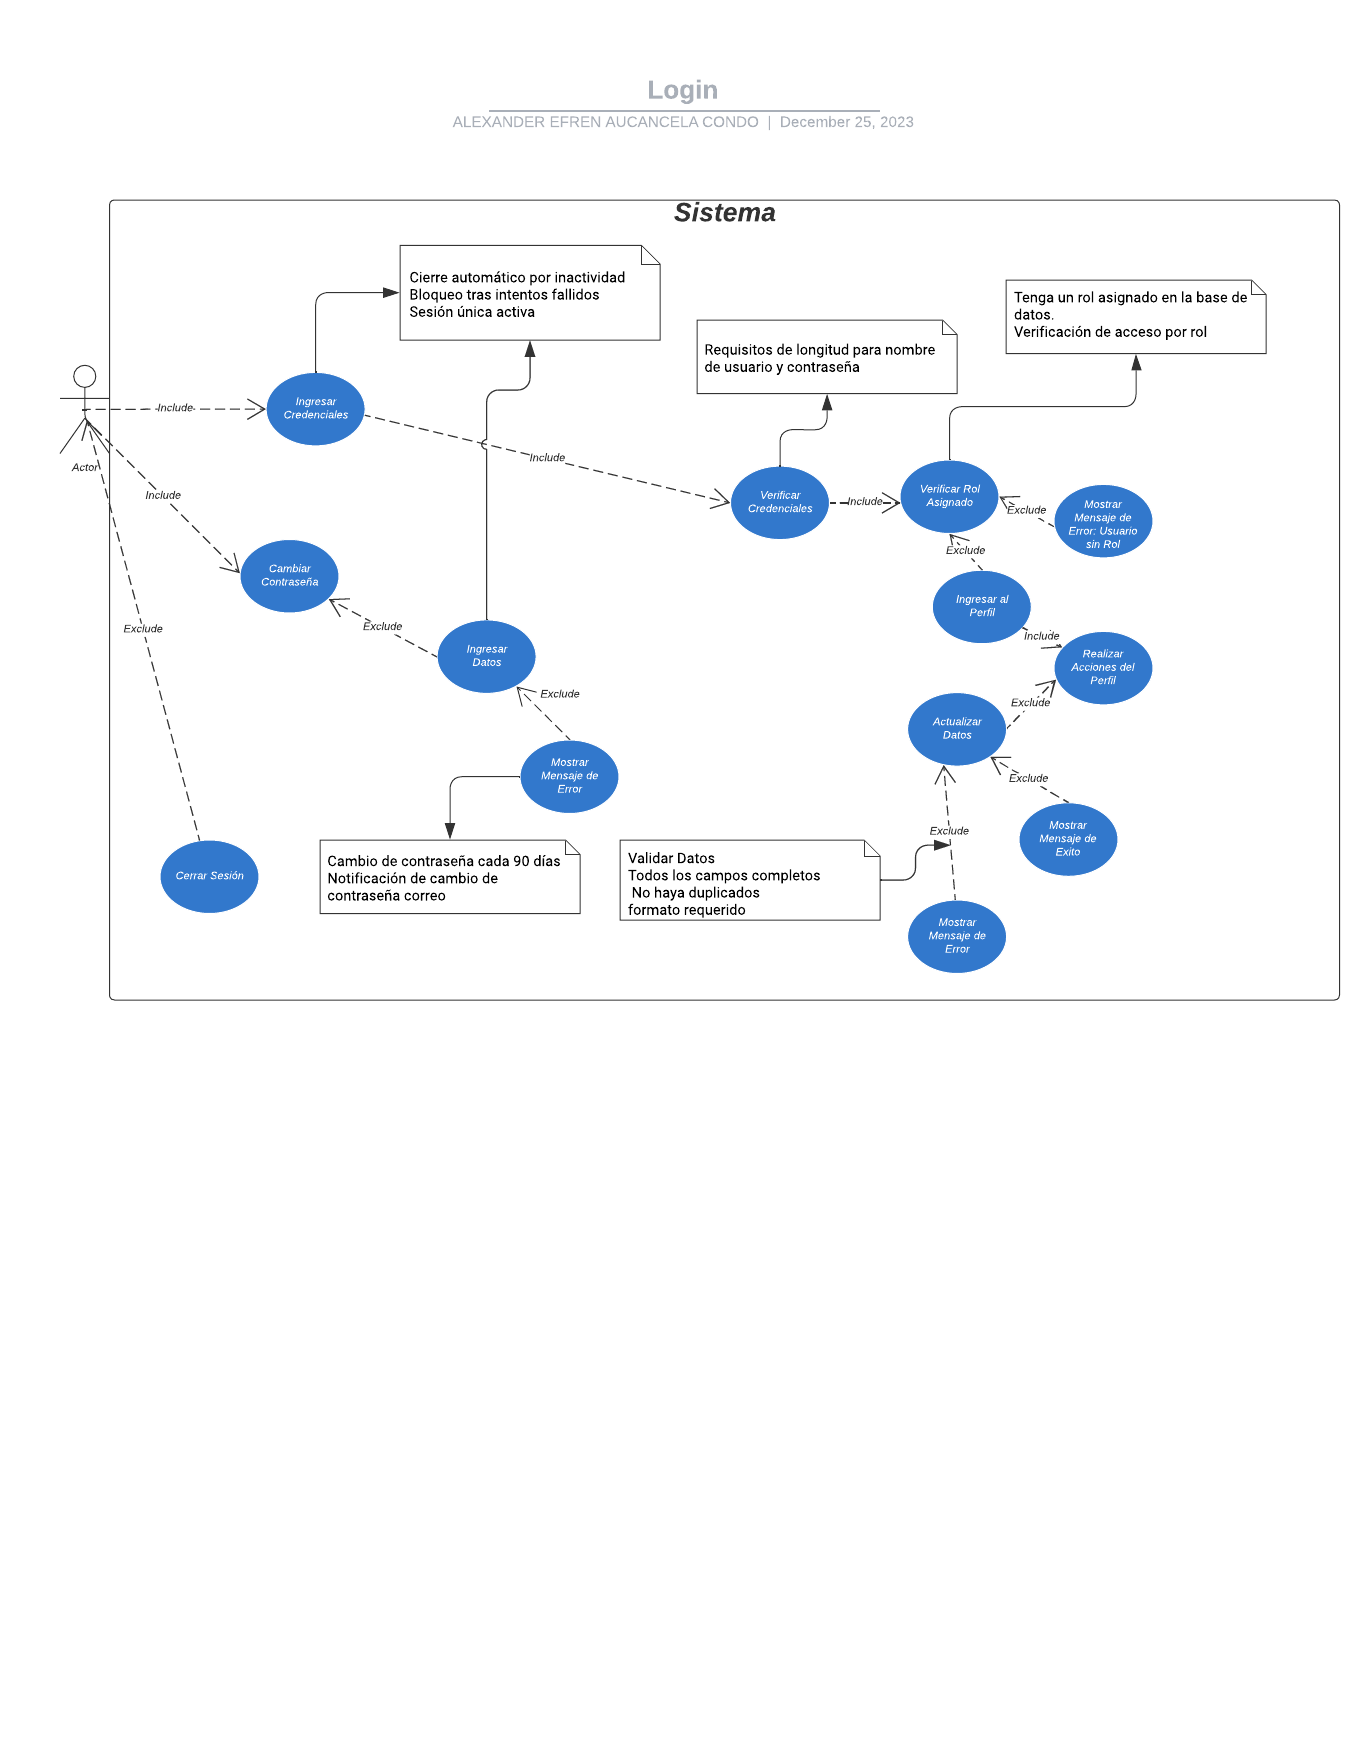 Login
ALEXANDER EFREN AUCANCELA CONDO | December 25, 2023
Sistema
Cierre automático por inactividad
Bloqueo tras intentos fallidos
Sesión única activa
Tenga un rol asignado en la base de
datos.
Verificación de acceso por rol
Requisitos de longitud para nombre
de usuario y contraseña
Actor
Include
Ingresar
Credenciales
Include
Verificar
Credenciales
Include
Verificar Rol
Asignado
Exclude
Mostrar
Mensaje de
Error: Usuario
sin Rol
Include
Cambiar
Contraseña
Exclude
Ingresar al
Perfil
Include
Realizar
Acciones del
Perfil
Exclude
Exclude
Ingresar
Datos
Exclude
Mostrar
Mensaje de
Error
Exclude
Actualizar
Datos
Exclude
Mostrar
Mensaje de
Exito
Exclude
Cerrar Sesión
Cambio de contraseña cada 90 días
Notificación de cambio de
contraseña correo
Validar Datos
Todos los campos completos
No haya duplicados
formato requerido
Mostrar
Mensaje de
Error